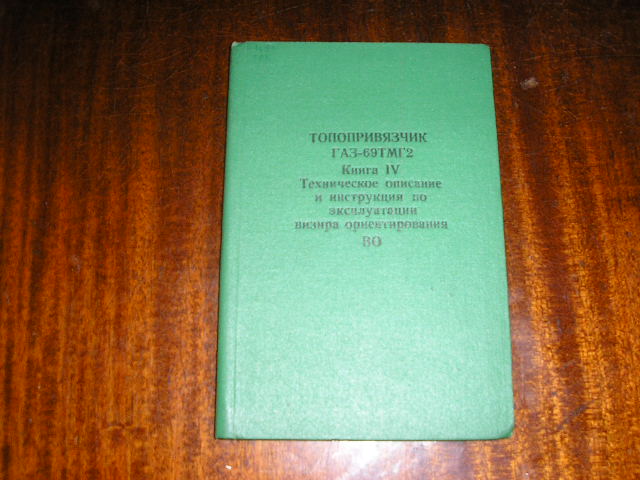 ТОПОПРИВЯЗЧИК
ГАЗ-69ТМГ2
Книга IV
Техническое описание
и инструкция по
эксплуатации
визира ориентирования
ВО